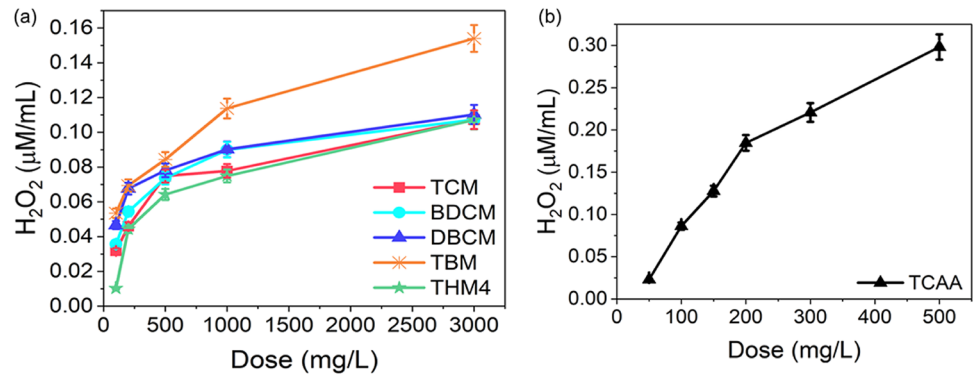 (a)
0.16
0.14
0.12
0.10
0.08
0.06
0.04
0.02
0.00
H₂O₂ (μM/mL)
TCM
BDCM
DBCM
TBM
THM4
0 500 1000 1500 2000 2500 3000
Dose (mg/L)
(b)
0.30
0.25
0.20
0.15
0.10
0.05
0.00
H₂O₂ (μM/mL)
TCAA
0 100 200 300 400 500
Dose (mg/L)